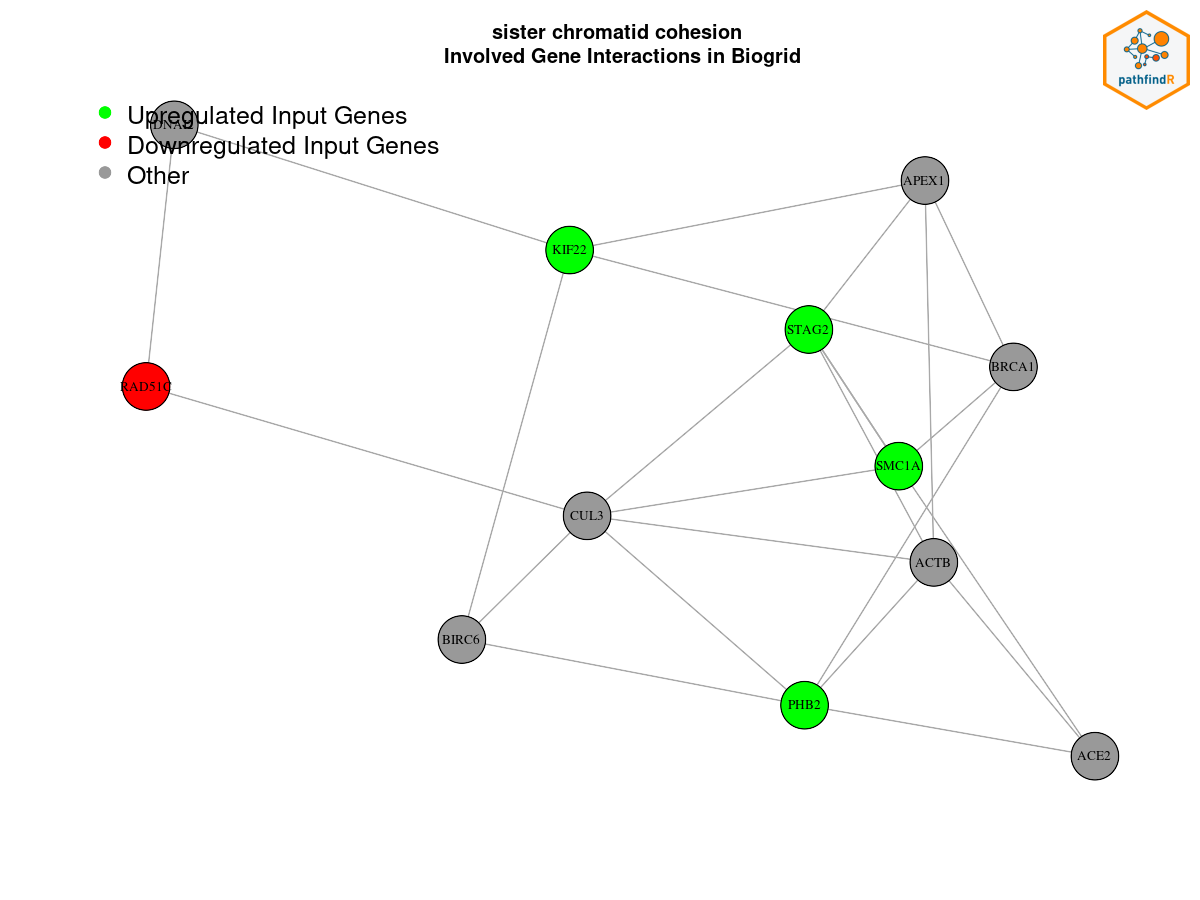 sister chromatid cohesion
Involved Gene Interactions in Biogrid
pathfindR
Upregulated Input Genes
Downregulated Input Genes
Other
APEX1
KIF22
STAG2
BRCA1
RAD51C
SMC1A
CUL3
ACTB
BIRC6
PHB2
ACE2